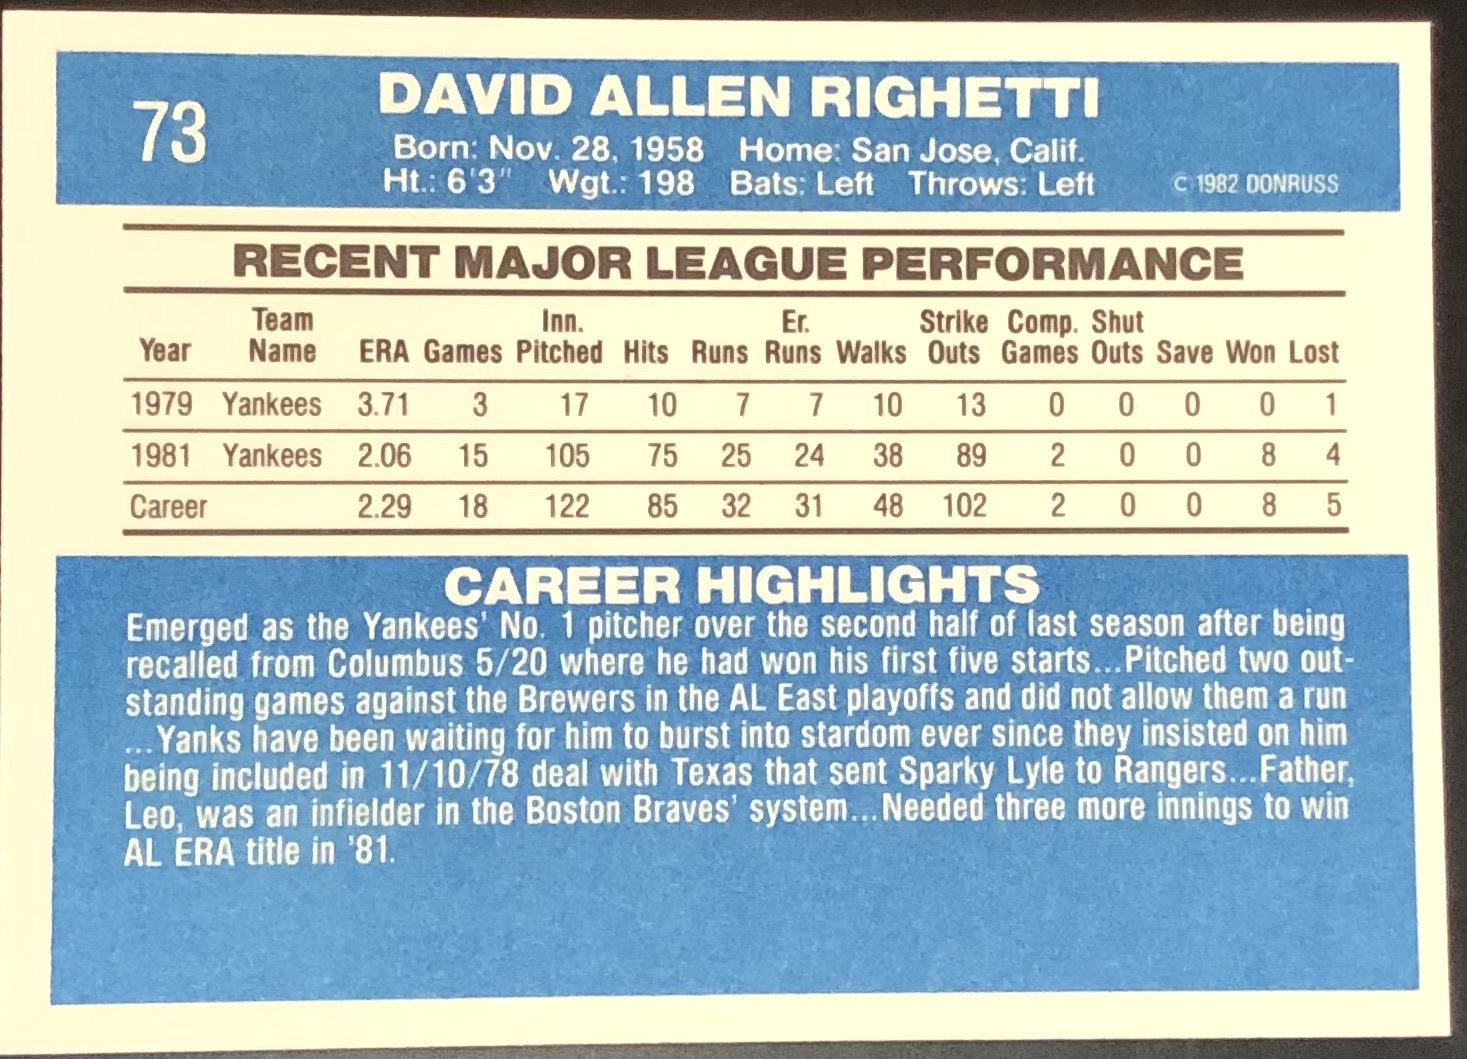 73
DAVID ALLEN RIGHETTI
Born: Nov. 28, 1958 Home: San Jose, Calif.
Ht.: 6'3" Wgt.: 198 Bats: Left Throws: Left
© 1982 DONRUSS
RECENT MAJOR LEAGUE PERFORMANCE
Year Team Name ERA Games Inn. Pitched Hits Runs Er. Runs Walks Strike Outs Comp. Games Shut Outs Save Won Lost
1979 Yankees 3.71 3 17 10 7 7 10 13 0 0 0 0 1
1981 Yankees 2.06 15 105 75 25 24 38 89 2 0 0 8 4
Career 2.29 18 122 85 32 31 48 102 2 0 0 8 5
CAREER HIGHLIGHTS
Emerged as the Yankees' No. 1 pitcher over the second half of last season after being
recalled from Columbus 5/20 where he had won his first five starts...Pitched two out-
standing games against the Brewers in the AL East playoffs and did not allow them a run
...Yanks have been waiting for him to burst into stardom ever since they insisted on him
being included in 11/10/78 deal with Texas that sent Sparky Lyle to Rangers...Father,
Leo, was an infielder in the Boston Braves' system...Needed three more innings to win
AL ERA title in '81.